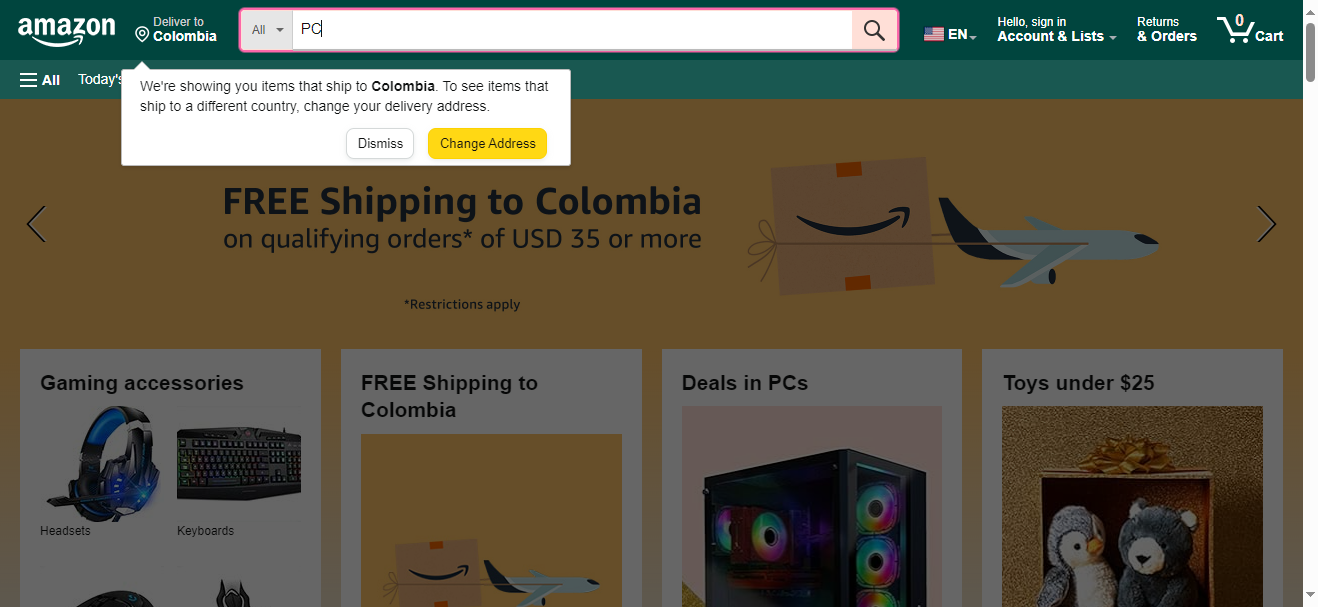 amazon
Deliver to
Colombia
All
PC
EN
Hello, sign in
Account & Lists
Returns
& Orders
0
Cart
All
Today's
We're showing you items that ship to Colombia. To see items that
ship to a different country, change your delivery address.
Dismiss
Change Address
FREE Shipping to Colombia
on qualifying orders* of USD 35 or more
*Restrictions apply
Gaming accessories
Headsets
Keyboards
FREE Shipping to
Colombia
Deals in PCs
Toys under $25